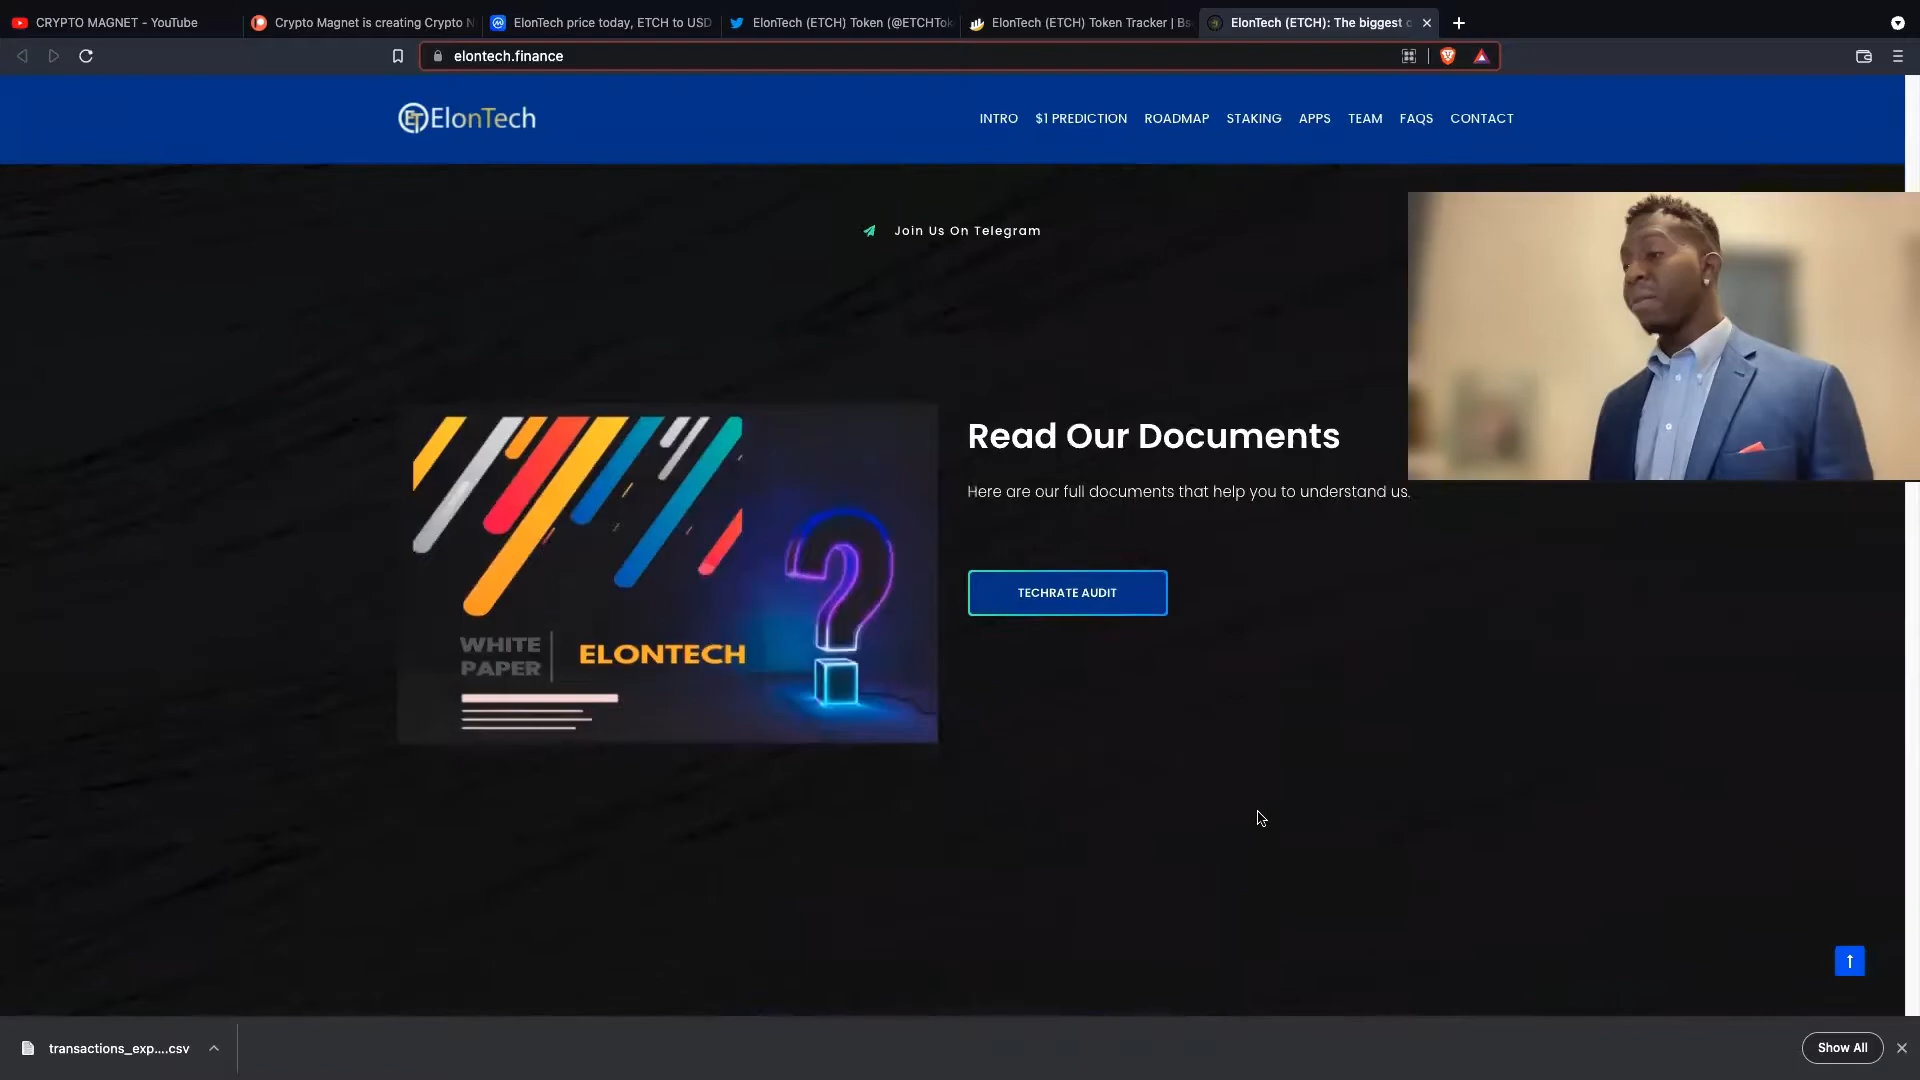 CRYPTO MAGNET - YouTube
Crypto Magnet is creating Crypto N
ElonTech price today, ETCH to USD
ElonTech (ETCH) Token (@ETCHTok
ElonTech (ETCH) Token Tracker | Bs
ElonTech (ETCH): The biggest c
elontech.finance
ElonTech
INTRO
$1 PREDICTION
ROADMAP
STAKING
APPS
TEAM
FAQS
CONTACT
Join Us On Telegram
Read Our Documents
Here are our full documents that help you to understand us.
TECHRATE AUDIT
WHITE
PAPER
ELONTECH
transactions_exp....csv
Show All